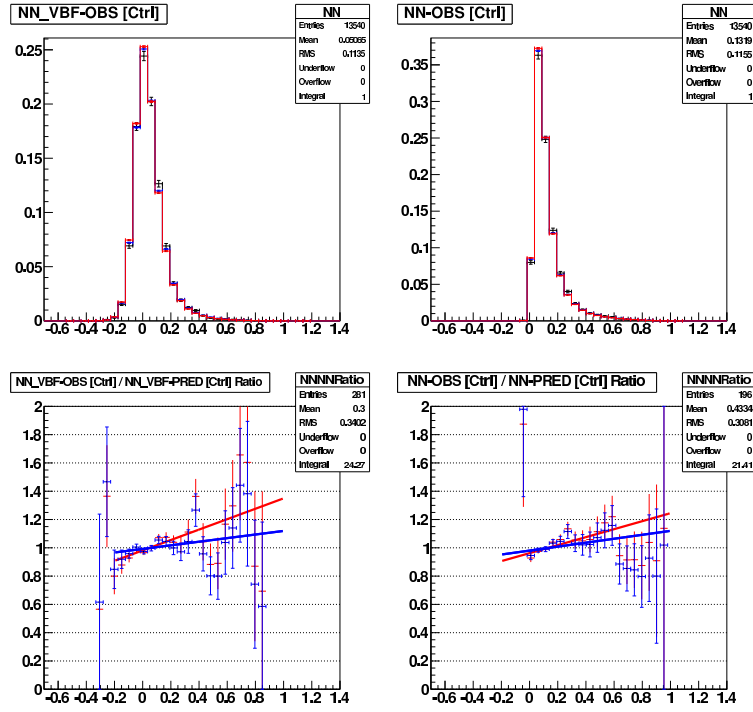 NN_VBF-OBS [Ctrl]
NN
Entries 13540
Mean 0.05065
RMS 0.1135
Underflow 0
Overflow 0
Integral 1
0.25
0.2
0.15
0.1
0.05
0
-0.6 -0.4 -0.2 0 0.2 0.4 0.6 0.8 1 1.2 1.4
NN-OBS [Ctrl]
NN
Entries 13540
Mean 0.1319
RMS 0.1155
Underflow 0
Overflow 0
Integral 1
0.35
0.3
0.25
0.2
0.15
0.1
0.05
0
-0.6 -0.4 -0.2 0 0.2 0.4 0.6 0.8 1 1.2 1.4
NN_VBF-OBS [Ctrl] / NN_VBF-PRED [Ctrl] Ratio
NNNNRatio
Entries 281
Mean 0.3
RMS 0.3402
Underflow 0
Overflow 0
Integral 24.27
2
1.8
1.6
1.4
1.2
1
0.8
0.6
0.4
0.2
0
-0.6 -0.4 -0.2 0 0.2 0.4 0.6 0.8 1 1.2 1.4
NN-OBS [Ctrl] / NN-PRED [Ctrl] Ratio
NNNNRatio
Entries 196
Mean 0.4334
RMS 0.3081
Underflow 0
Overflow 0
Integral 21.41
2
1.8
1.6
1.4
1.2
1
0.8
0.6
0.4
0.2
0
-0.6 -0.4 -0.2 0 0.2 0.4 0.6 0.8 1 1.2 1.4